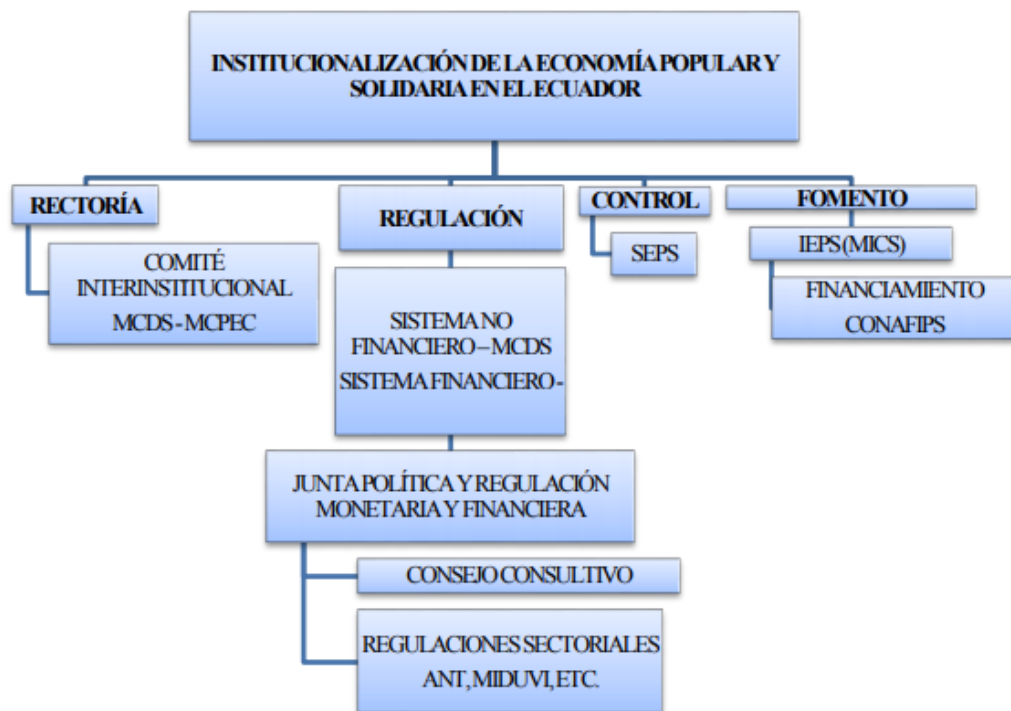 INSTITUCIONALIZACIÓN DE LA ECONOMÍA POPULAR Y
SOLIDARIA EN EL ECUADOR
RECTORÍA
COMITÉ
INTERINSTITUCIONAL
MCDS - MCPEC
REGULACIÓN
SISTEMA NO
FINANCIERO – MCDS
SISTEMA FINANCIERO -
JUNTA POLÍTICA Y REGULACIÓN
MONETARIA Y FINANCIERA
CONSEJO CONSULTIVO
REGULACIONES SECTORIALES
ANT, MIDUVI, ETC.
CONTROL
SEPS
FOMENTO
IEPS (MICS)
FINANCIAMIENTO
CONAFIPS